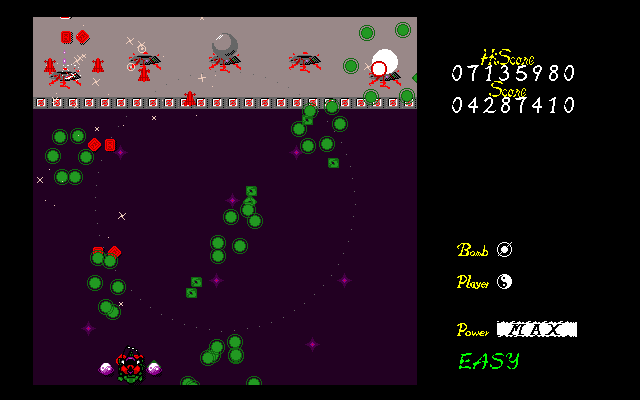 HiScore
07135980
Score
04287410
Bomb
Player
Power MAX
EASY